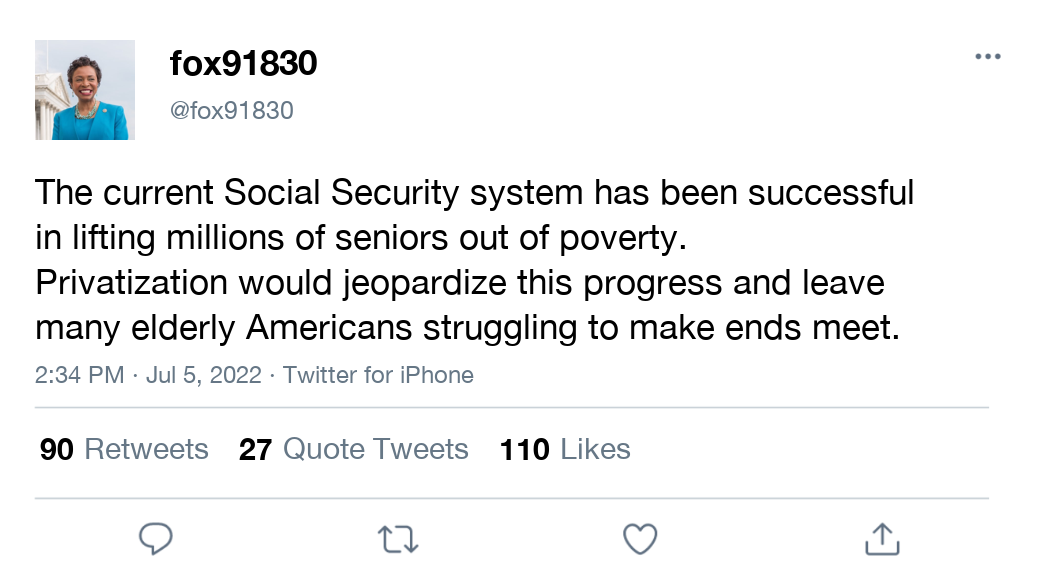 fox91830
@fox91830
The current Social Security system has been successful
in lifting millions of seniors out of poverty.
Privatization would jeopardize this progress and leave
many elderly Americans struggling to make ends meet.
2:34 PM · Jul 5, 2022 · Twitter for iPhone
90 Retweets 27 Quote Tweets 110 Likes